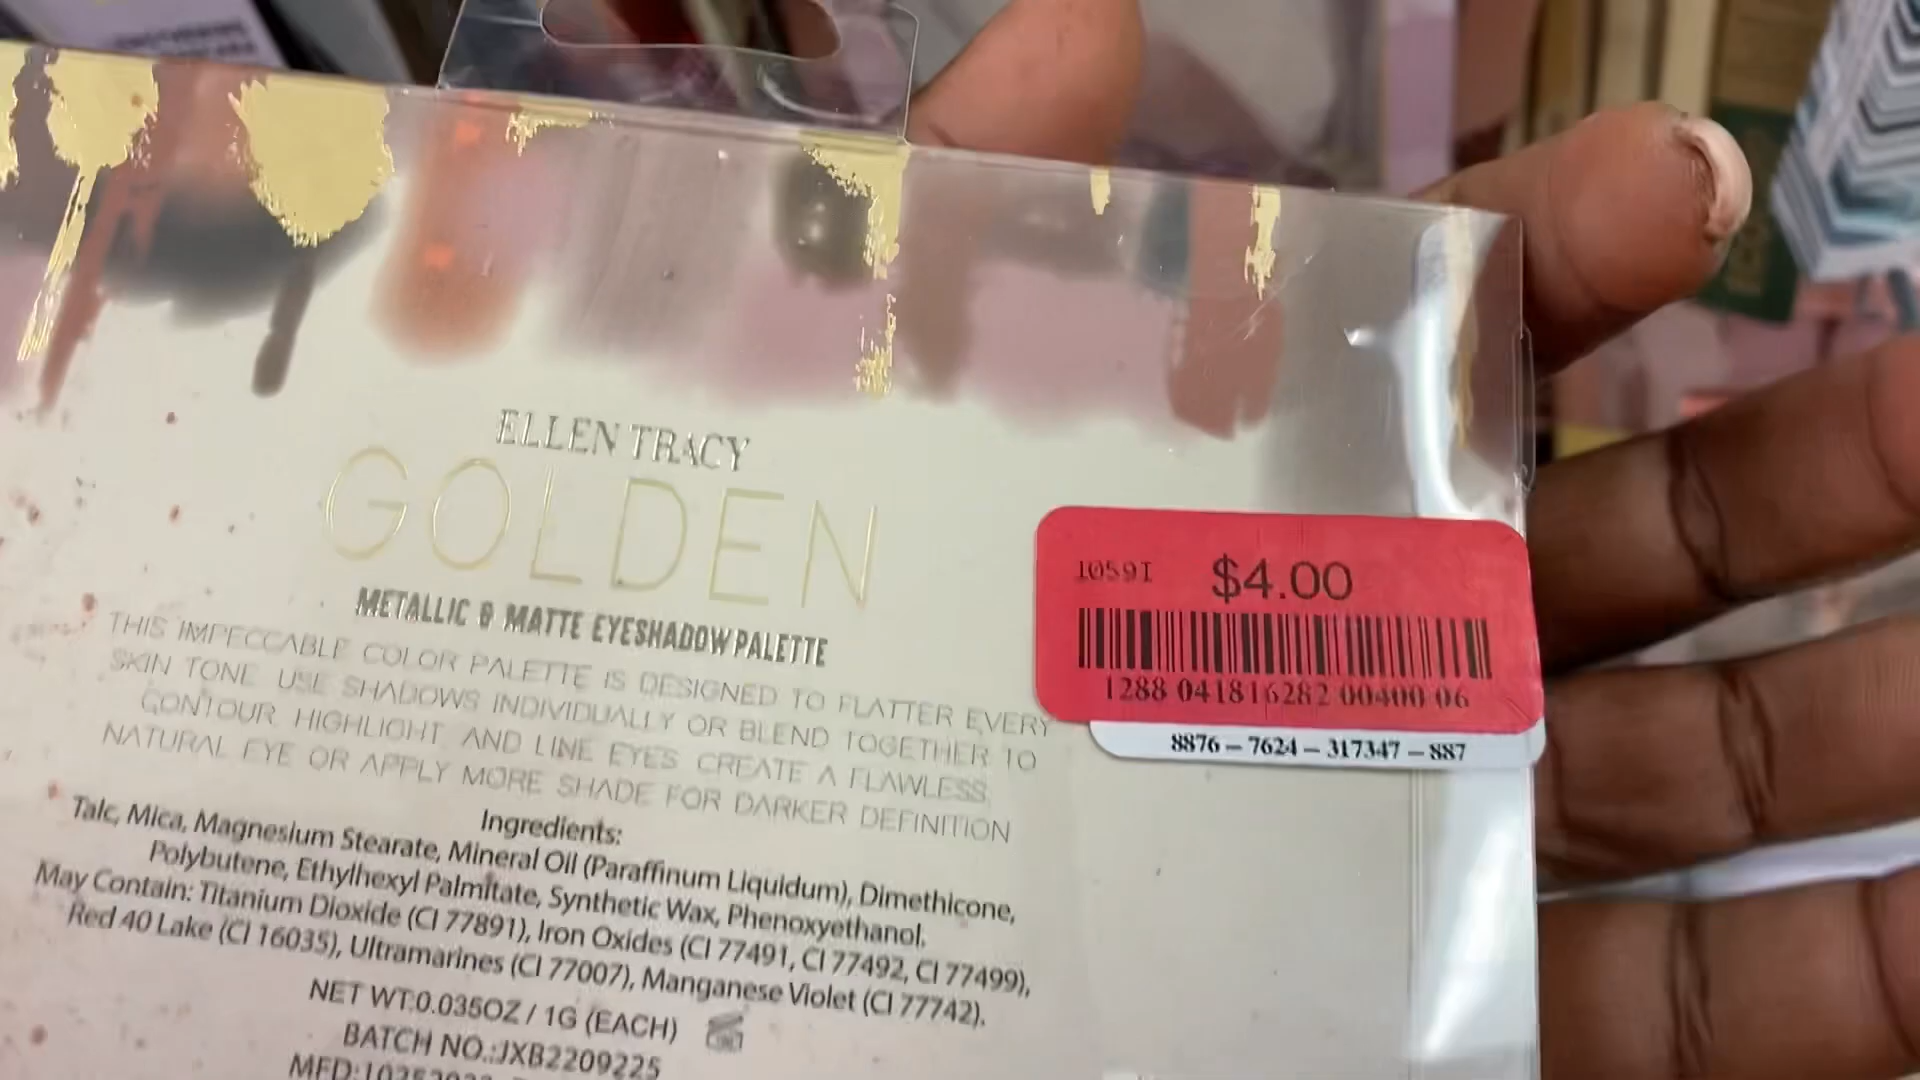 ELLEN TRACY
GOLDEN
METALLIC & MATTE EYESHADOW PALETTE
THIS IMPECCABLE COLOR PALETTE IS DESIGNED TO FLATTER EVERY
SKIN TONE. USE SHADOWS INDIVIDUALLY OR BLEND TOGETHER TO
CONTOUR, HIGHLIGHT, AND LINE EYES. CREATE A FLAWLESS,
NATURAL EYE OR APPLY MORE SHADE FOR DARKER DEFINITION
Ingredients:
Talc, Mica, Magnesium Stearate, Mineral Oil (Paraffinum Liquidum), Dimethicone,
Polybutene, Ethylhexyl Palmitate, Synthetic Wax, Phenoxyethanol.
May Contain: Titanium Dioxide (CI 77891), Iron Oxides (CI 77491, CI 77492, CI 77499),
Red 40 Lake (CI 16035), Ultramarines (CI 77007), Manganese Violet (CI 77742).
NET WT:0.035OZ / 1G (EACH)
BATCH NO.:JXB2209225
1059I $4.00
1288 041816282 00400 06
8876 – 7624 – 317347 – 887